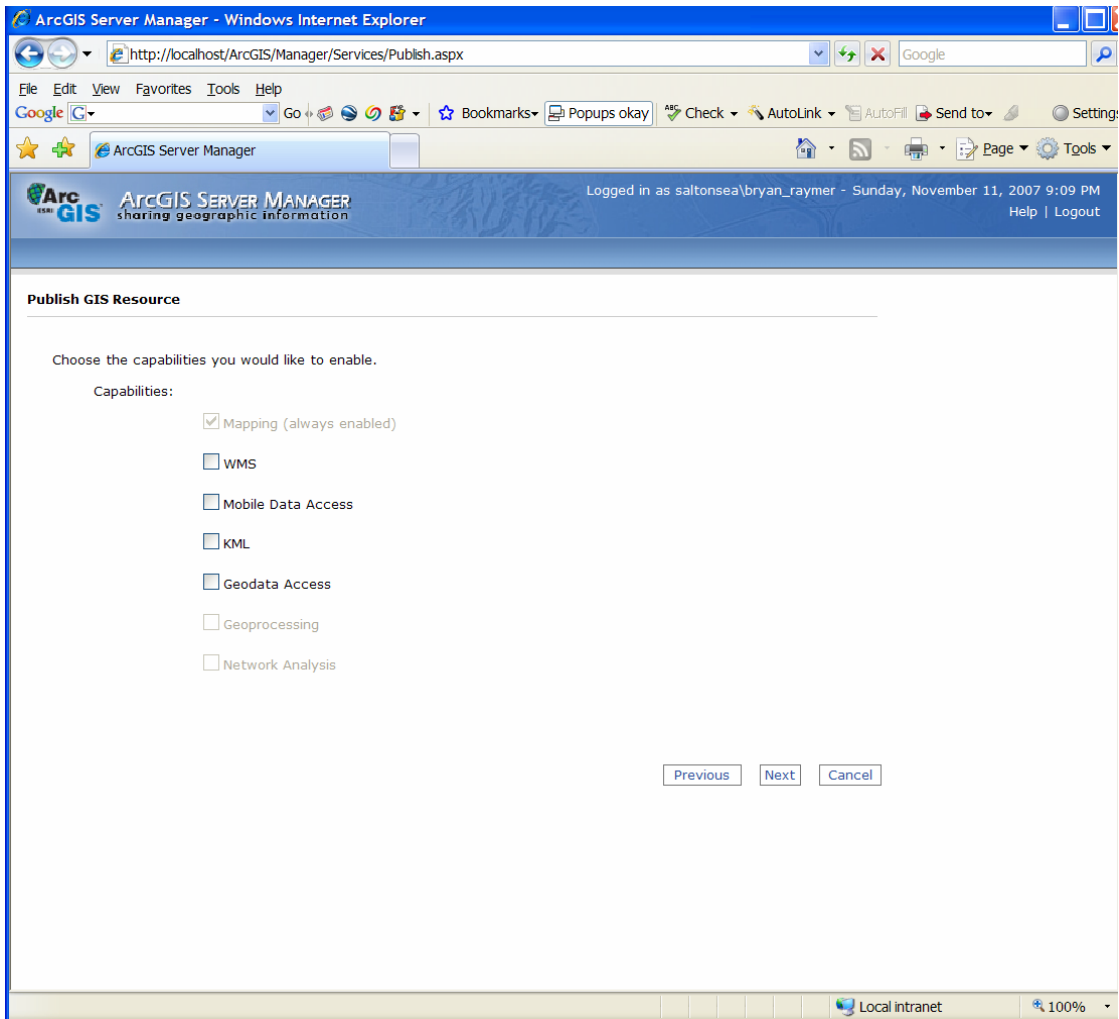 ArcGIS Server Manager - Windows Internet Explorer
http://localhost/ArcGIS/Manager/Services/Publish.aspx
Google
File Edit View Favorites Tools Help
Google G Go Bookmarks Popups okay ABC Check AutoLink AutoFill Send to Settings
ArcGIS Server Manager
Page Tools
Arc GIS
ESRI
ArcGIS Server Manager
sharing geographic information
Logged in as saltonsea\bryan_raymer - Sunday, November 11, 2007 9:09 PM
Help | Logout
Publish GIS Resource
Choose the capabilities you would like to enable.
Capabilities:
Mapping (always enabled)
WMS
Mobile Data Access
KML
Geodata Access
Geoprocessing
Network Analysis
Previous Next Cancel
Local intranet 100%